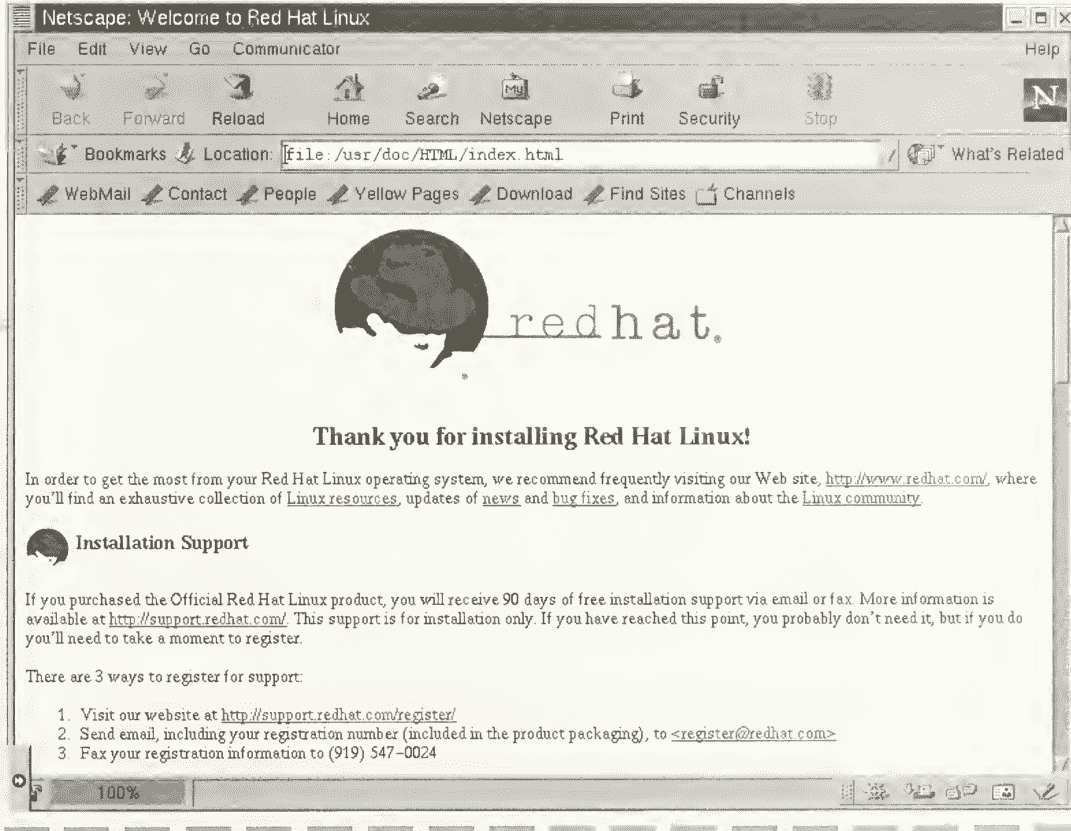 Netscape: Welcome to Red Hat Linux
File Edit View Go Communicator Help
My
N
Back Forward Reload Home Search Netscape Print Security Stop
Bookmarks Location: file:/usr/doc/HTML/index.html What's Related
WebMail Contact People Yellow Pages Download Find Sites Channels
redhat®
Thank you for installing Red Hat Linux!
In order to get the most from your Red Hat Linux operating system, we recommend frequently visiting our Web site, http://www.redhat.com/, where
you'll find an exhaustive collection of Linux resources, updates of news and bug fixes, and information about the Linux community.
Installation Support
If you purchased the Official Red Hat Linux product, you will receive 90 days of free installation support via email or fax. More information is
available at http://support.redhat.com/. This support is for installation only. If you have reached this point, you probably don't need it, but if you do
you'll need to take a moment to register.
There are 3 ways to register for support:
1. Visit our website at http://support.redhat.com/register/
2. Send email, including your registration number (included in the product packaging), to <register@redhat.com>
3. Fax your registration information to (919) 547-0024
100%